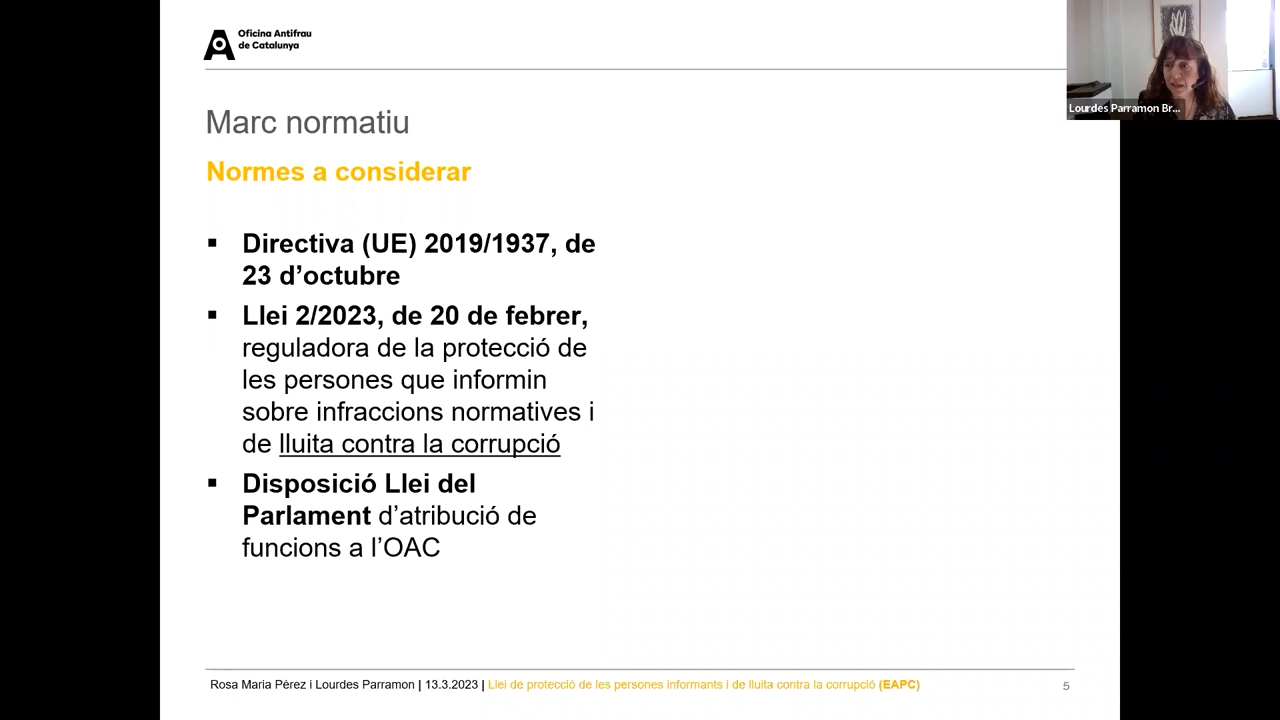 Oficina Antifrau
de Catalunya
Lourdes Parramon Br...
Marc normatiu
Normes a considerar
▪ Directiva (UE) 2019/1937, de
23 d’octubre
▪ Llei 2/2023, de 20 de febrer,
reguladora de la protecció de
les persones que informin
sobre infraccions normatives i
de lluita contra la corrupció
▪ Disposició Llei del
Parlament d’atribució de
funcions a l’OAC
Rosa Maria Pérez i Lourdes Parramon | 13.3.2023 | Llei de protecció de les persones informants i de lluita contra la corrupció (EAPC)
5